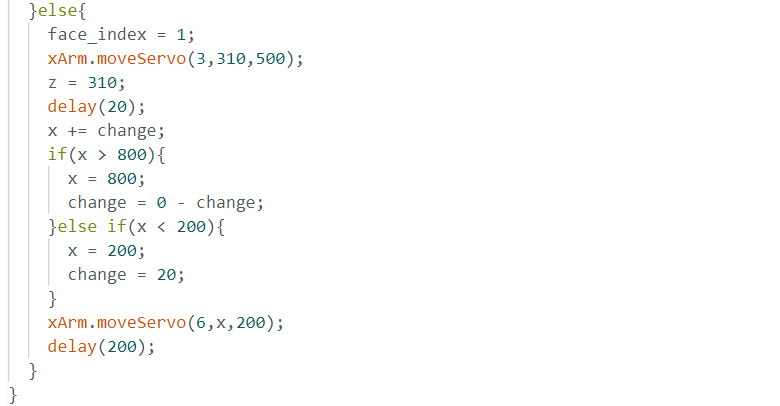 }else{
face_index = 1;
xArm.moveServo(3,310,500);
z = 310;
delay(20);
x += change;
if(x > 800){
x = 800;
change = 0 - change;
}else if(x < 200){
x = 200;
change = 20;
}
xArm.moveServo(6,x,200);
delay(200);
}
}